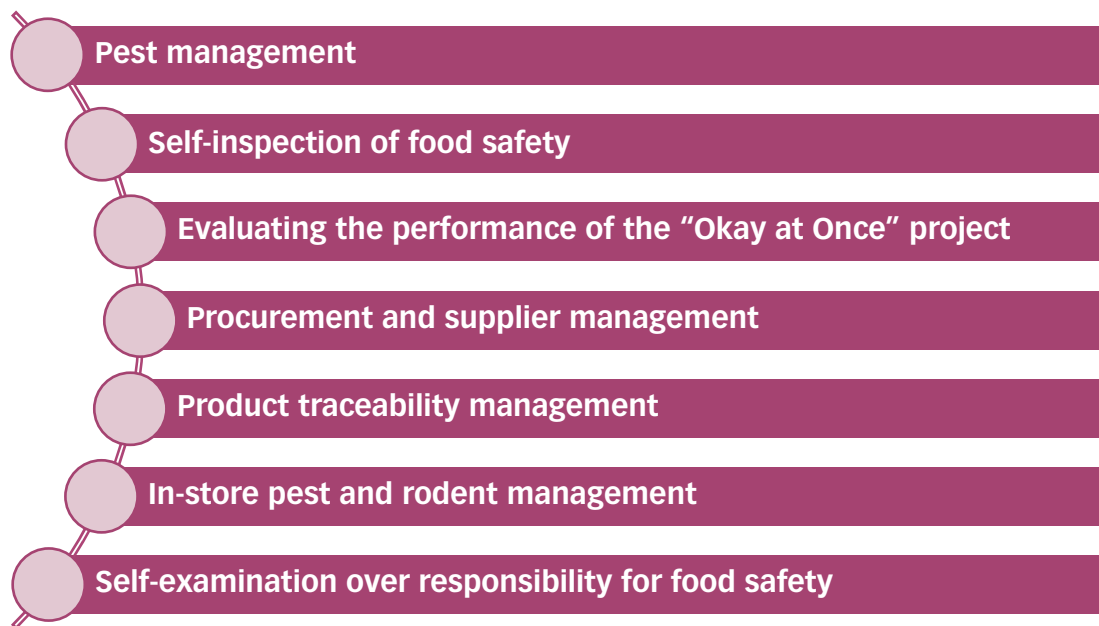 Pest management
Self-inspection of food safety
Evaluating the performance of the “Okay at Once” project
Procurement and supplier management
Product traceability management
In-store pest and rodent management
Self-examination over responsibility for food safety